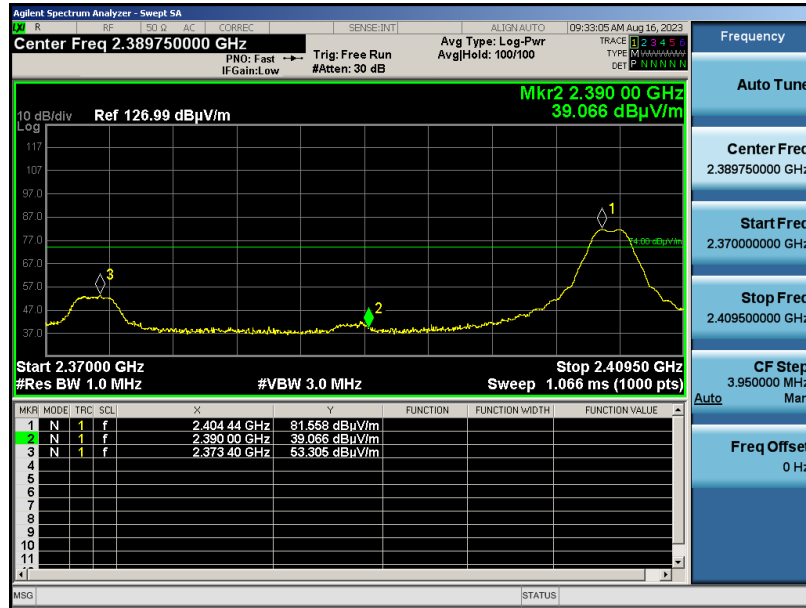 Agilent Spectrum Analyzer - Swept SA
LXI R RF 50 Ω AC CORREC SENSE:INT ALIGN AUTO 09:33:05 AM Aug 16, 2023
Center Freq 2.389750000 GHz
PNO: Fast
IFGain:Low
Trig: Free Run
#Atten: 30 dB
Avg Type: Log-Pwr
Avg|Hold: 100/100
TRACE 1 2 3 4 5 6
TYPE M
DET P N N N N N
Mkr2 2.390 00 GHz
39.066 dBµV/m
10 dB/div Ref 126.99 dBµV/m
Log
117
107
97.0
87.0
77.0
67.0
57.0
47.0
37.0
1
74.00 dBµV/m
3
2
Start 2.37000 GHz Stop 2.40950 GHz
#Res BW 1.0 MHz #VBW 3.0 MHz Sweep 1.066 ms (1000 pts)
MKR MODE TRC SCL X Y FUNCTION FUNCTION WIDTH FUNCTION VALUE
1 N 1 f 2.404 44 GHz 81.558 dBµV/m
2 N 1 f 2.390 00 GHz 39.066 dBµV/m
3 N 1 f 2.373 40 GHz 53.305 dBµV/m
4
5
6
7
8
9
10
11
MSG STATUS
Frequency
Auto Tune
Center Freq
2.389750000 GHz
Start Freq
2.370000000 GHz
Stop Freq
2.409500000 GHz
CF Step
3.950000 MHz
Auto Man
Freq Offset
0 Hz